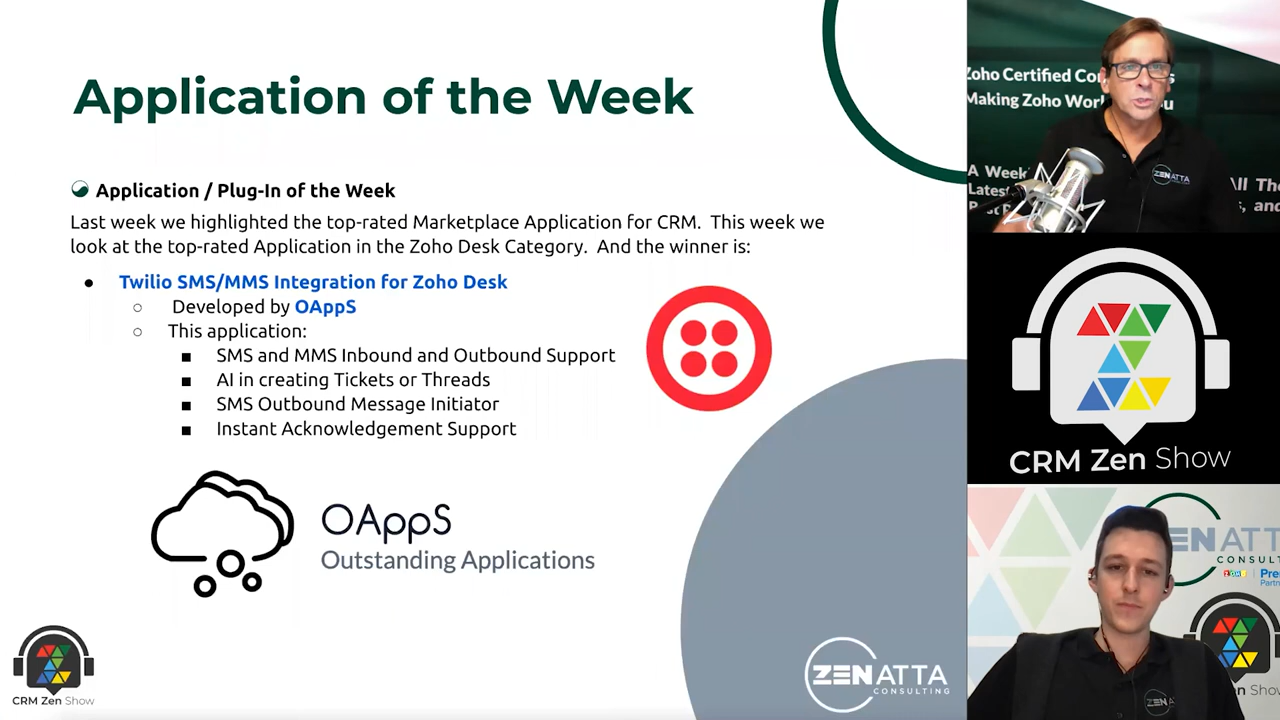 Application of the Week
Application / Plug-In of the Week
Last week we highlighted the top-rated Marketplace Application for CRM. This week we
look at the top-rated Application in the Zoho Desk Category. And the winner is:
● Twilio SMS/MMS Integration for Zoho Desk
○ Developed by OAppS
○ This application:
■ SMS and MMS Inbound and Outbound Support
■ AI in creating Tickets or Threads
■ SMS Outbound Message Initiator
■ Instant Acknowledgement Support
OAppS
Outstanding Applications
CRM Zen Show
ZENATTA
CONSULTING
Zoho Certified
Making Zoho
A Week
ZENATTA
CRM Zen Show
CONSULT
ZOHO